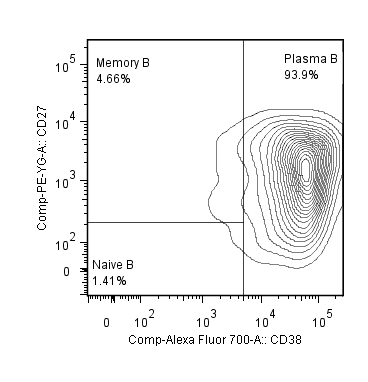 Memory B
4.66%
Plasma B
93.9%
Naive B
1.41%
10^5
10^4
10^3
10^2
0
Comp-PE-YG-A:: CD27
0 10^2 10^3 10^4 10^5
Comp-Alexa Fluor 700-A:: CD38